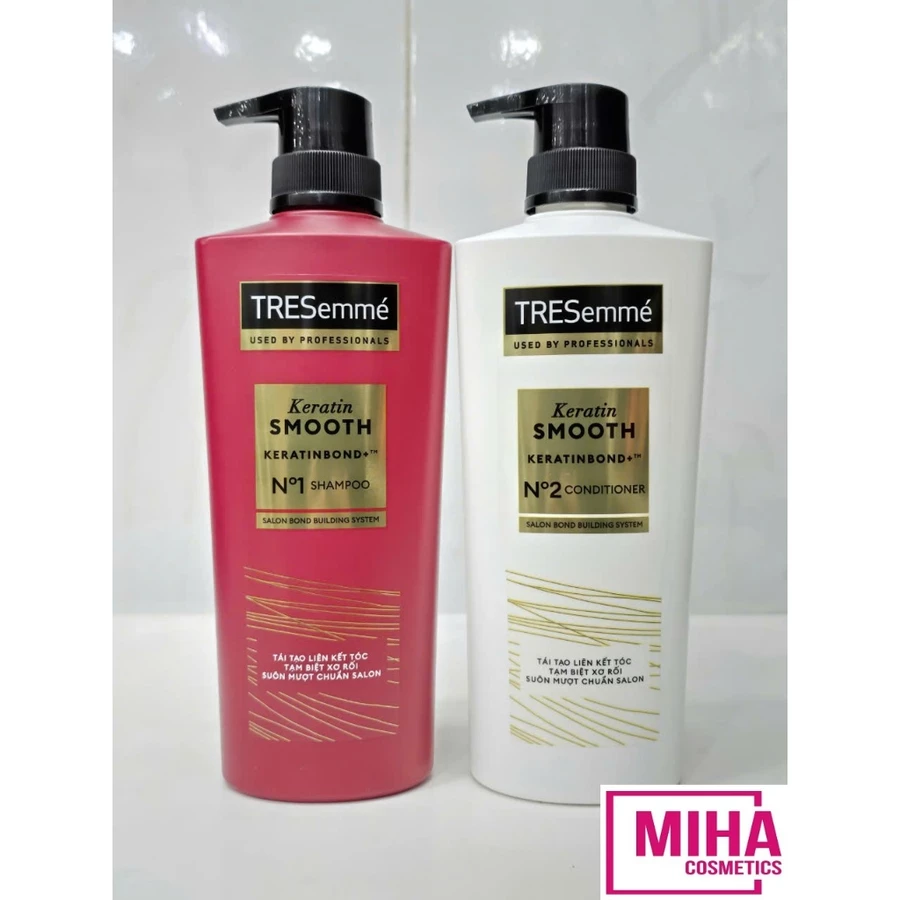 TRESemmé
USED BY PROFESSIONALS
Keratin
SMOOTH
KERATINBOND+™
Nº1 SHAMPOO
SALON BOND BUILDING SYSTEM
TÁI TẠO LIÊN KẾT TÓC
TẠM BIỆT XƠ RỐI
SUÔN MƯỢT CHUẨN SALON
TRESemmé
USED BY PROFESSIONALS
Keratin
SMOOTH
KERATINBOND+™
Nº2 CONDITIONER
SALON BOND BUILDING SYSTEM
TÁI TẠO LIÊN KẾT TÓC
TẠM BIỆT XƠ RỐI
SUÔN MƯỢT CHUẨN SALON
MIHA
COSMETICS